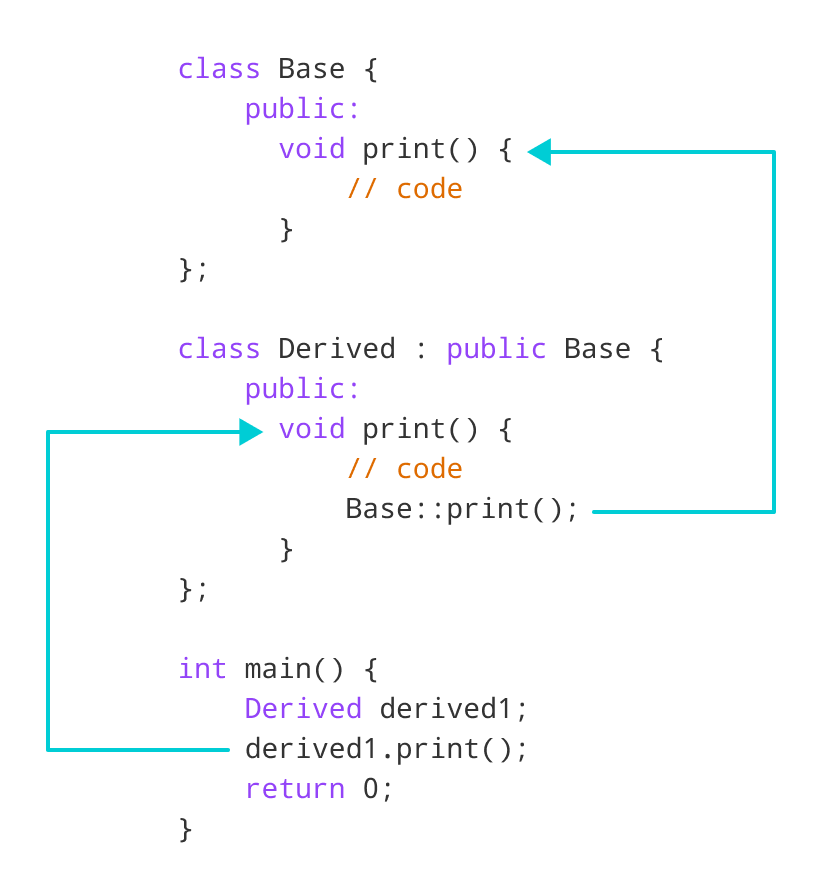 class Base {
    public:
      void print() {
          // code
      }
};

class Derived : public Base {
    public:
      void print() {
          // code
          Base::print();
      }
};

int main() {
    Derived derived1;
    derived1.print();
    return 0;
}